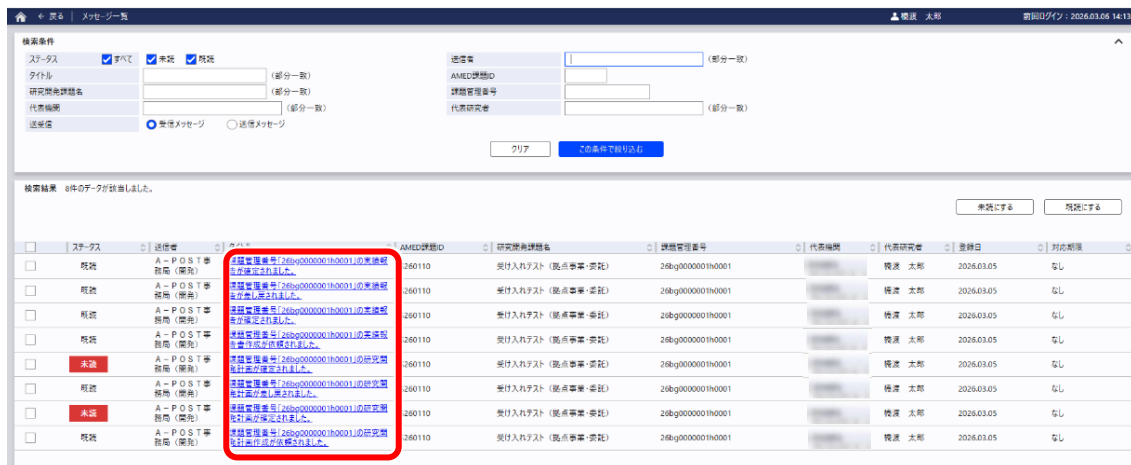 ← 戻る | メッセージ一覧 橋渡 太郎 前回ログイン：2026.03.06 14:13
検索条件
ステータス すべて 未読 既読 送信者 (部分一致)
タイトル (部分一致) AMED課題ID
研究開発課題名 (部分一致) 課題管理番号
代表機関 (部分一致) 代表研究者 (部分一致)
送受信 受信メッセージ 送信メッセージ
クリア この条件で絞り込む
検索結果 8件のデータが該当しました。
未読にする 既読にする
ステータス 送信者 AMED課題ID 研究開発課題名 課題管理番号 代表機関 代表研究者 登録日 対応期限
既読 A－POST事務局（開発） 課題管理番号「26bg0000001h0001」の実績報告が確定されました。 260110 受け入れテスト（拠点事業・委託） 26bg0000001h0001 橋渡 太郎 2026.03.05 なし
既読 A－POST事務局（開発） 課題管理番号「26bg0000001h0001」の実績報告が差し戻されました。 260110 受け入れテスト（拠点事業・委託） 26bg0000001h0001 橋渡 太郎 2026.03.05 なし
既読 A－POST事務局（開発） 課題管理番号「26bg0000001h0001」の実績報告が確定されました。 260110 受け入れテスト（拠点事業・委託） 26bg0000001h0001 橋渡 太郎 2026.03.05 なし
既読 A－POST事務局（開発） 課題管理番号「26bg0000001h0001」の実績報告書作成が依頼されました。 260110 受け入れテスト（拠点事業・委託） 26bg0000001h0001 橋渡 太郎 2026.03.05 なし
未読 A－POST事務局（開発） 課題管理番号「26bg0000001h0001」の研究開発計画が確定されました。 260110 受け入れテスト（拠点事業・委託） 26bg0000001h0001 橋渡 太郎 2026.03.05 なし
既読 A－POST事務局（開発） 課題管理番号「26bg0000001h0001」の研究開発計画が差し戻されました。 260110 受け入れテスト（拠点事業・委託） 26bg0000001h0001 橋渡 太郎 2026.03.05 なし
未読 A－POST事務局（開発） 課題管理番号「26bg0000001h0001」の研究開発計画が確定されました。 260110 受け入れテスト（拠点事業・委託） 26bg0000001h0001 橋渡 太郎 2026.03.05 なし
既読 A－POST事務局（開発） 課題管理番号「26bg0000001h0001」の研究開発計画作成が依頼されました。 260110 受け入れテスト（拠点事業・委託） 26bg0000001h0001 橋渡 太郎 2026.03.05 なし